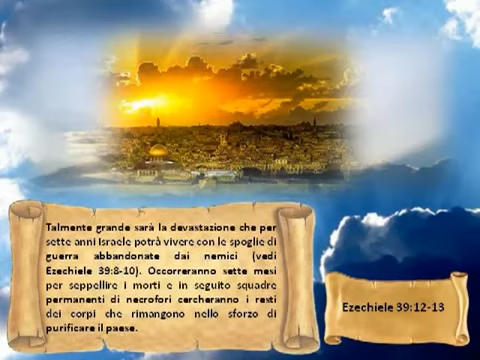 Talmente grande sarà la devastazione che per
sette anni Israele potrà vivere con le spoglie di
guerra abbandonate dai nemici (vedi
Ezechiele 39:8-10). Occorreranno sette mesi
per seppellire i morti e in seguito squadre
permanenti di necrofori cercheranno i resti
dei corpi che rimangono nello sforzo di
purificare il paese.
Ezechiele 39:12-13